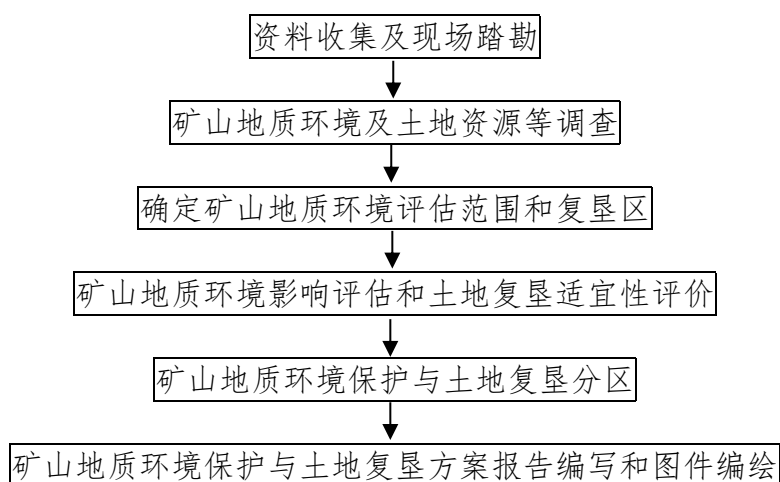 资料收集及现场踏勘
矿山地质环境及土地资源等调查
确定矿山地质环境评估范围和复垦区
矿山地质环境影响评估和土地复垦适宜性评价
矿山地质环境保护与土地复垦分区
矿山地质环境保护与土地复垦方案报告编写和图件编绘